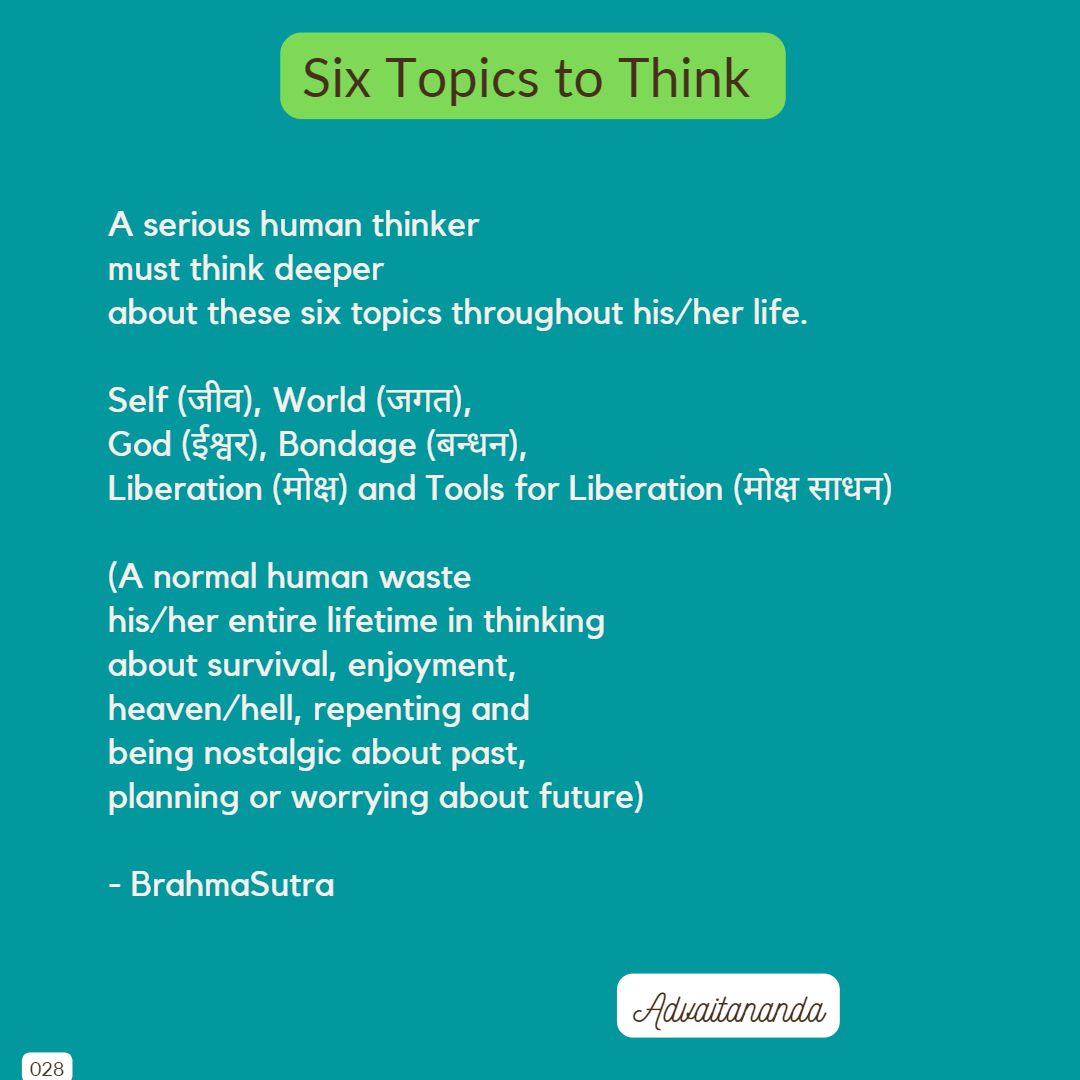 Six Topics to Think
A serious human thinker
must think deeper
about these six topics throughout his/her life.
Self (जीव), World (जगत),
God (ईश्वर), Bondage (बन्धन),
Liberation (मोक्ष) and Tools for Liberation (मोक्ष साधन)
(A normal human waste
his/her entire lifetime in thinking
about survival, enjoyment,
heaven/hell, repenting and
being nostalgic about past,
planning or worrying about future)
- BrahmaSutra
Advaitananda
028